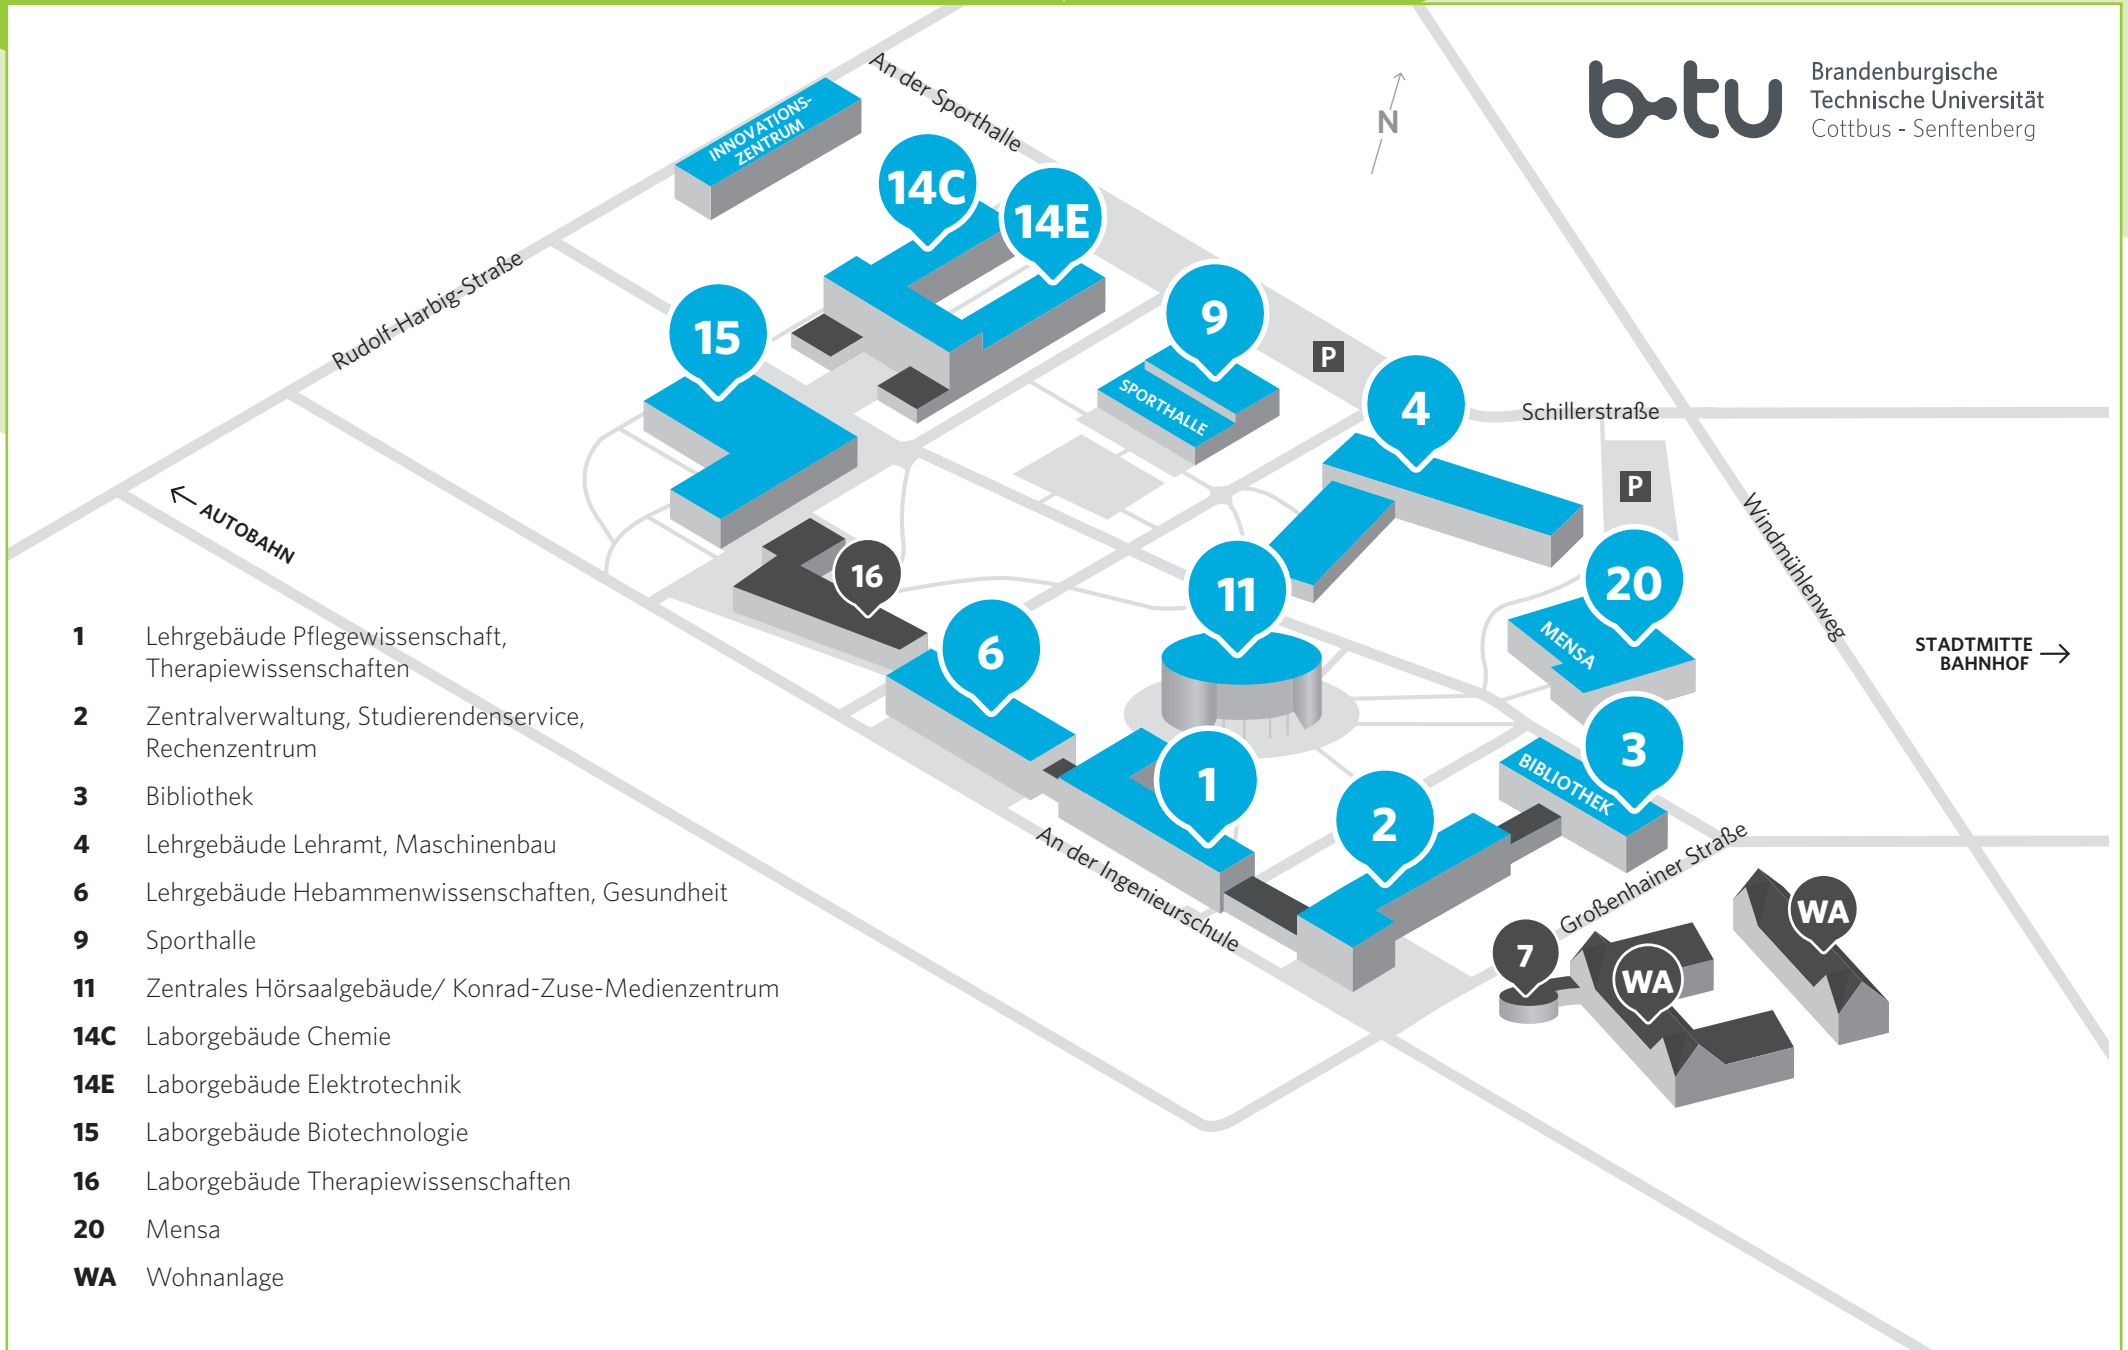 b-tu
Brandenburgische
Technische Universität
Cottbus - Senftenberg
An der Sporthalle
N
INNOVATIONS-
ZENTRUM
14C
14E
Rudolf-Harbig-Straße
15
9
SPORTHALLE
P
4
Schillerstraße
P
AUTOBAHN
Windmühlenweg
16
11
20
MENSA
STADTMITTE
BAHNHOF
6
1
2
3
BIBLIOTHEK
An der Ingenieurschule
Großenhainer Straße
7
WA
WA
1 Lehrgebäude Pflegewissenschaft,
Therapiewissenschaften
2 Zentralverwaltung, Studierendenservice,
Rechenzentrum
3 Bibliothek
4 Lehrgebäude Lehramt, Maschinenbau
6 Lehrgebäude Hebammenwissenschaften, Gesundheit
9 Sporthalle
11 Zentrales Hörsaalgebäude/ Konrad-Zuse-Medienzentrum
14C Laborgebäude Chemie
14E Laborgebäude Elektrotechnik
15 Laborgebäude Biotechnologie
16 Laborgebäude Therapiewissenschaften
20 Mensa
WA Wohnanlage